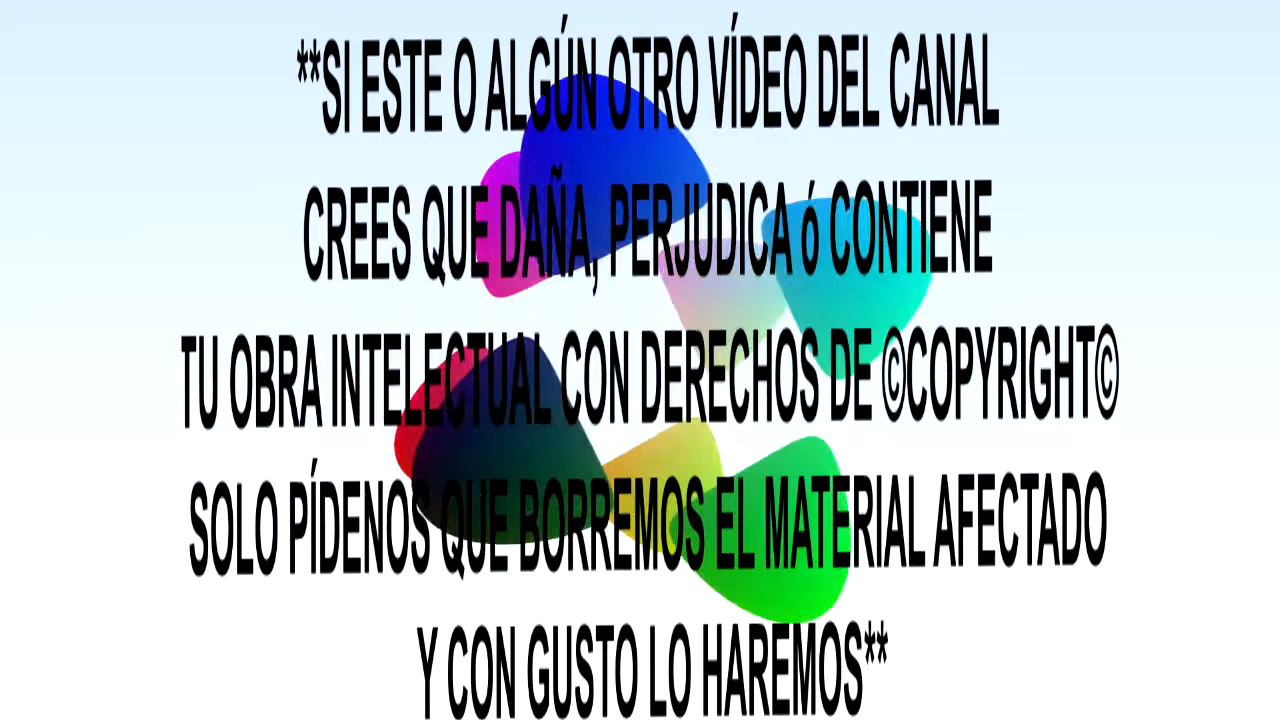 **SI ESTE O ALGÚN OTRO VÍDEO DEL CANAL
CREES QUE DAÑA, PERJUDICA ó CONTIENE
TU OBRA INTELECTUAL CON DERECHOS DE ©COPYRIGHT©
SOLO PÍDENOS QUE BORREMOS EL MATERIAL AFECTADO
Y CON GUSTO LO HAREMOS**